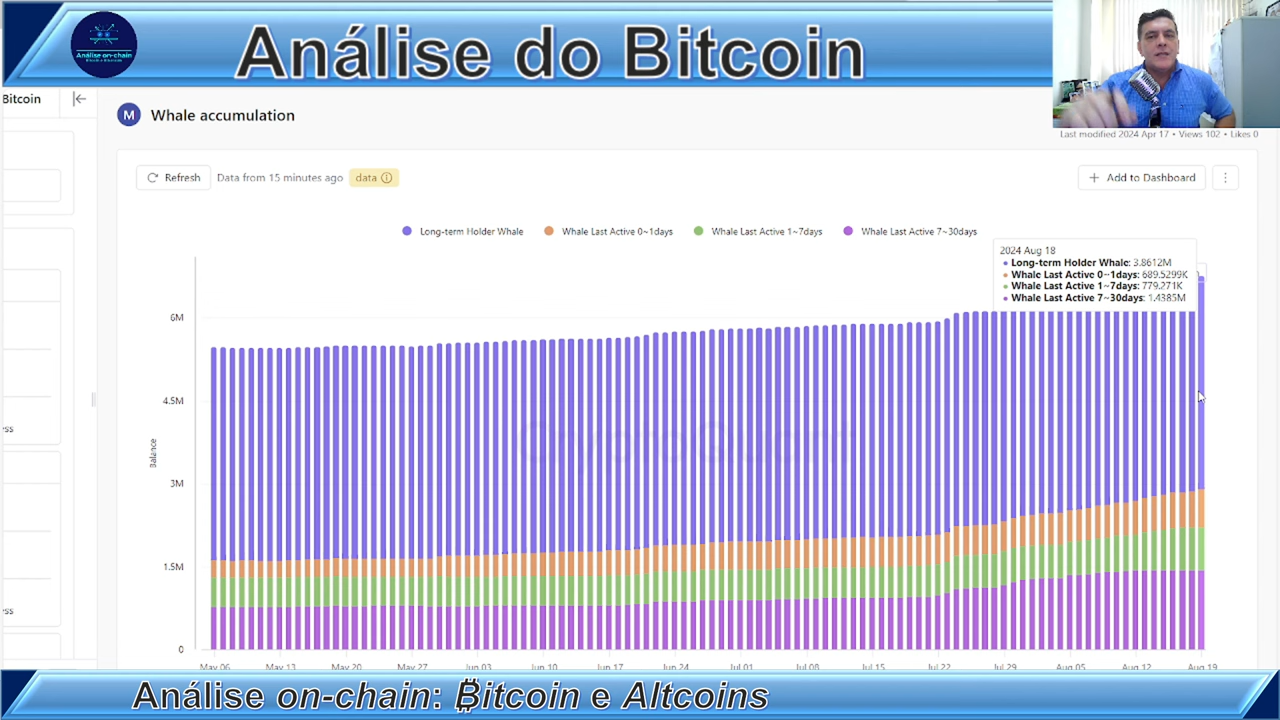 Análise do Bitcoin
Análise on-chain
Bitcoin
M Whale accumulation
Last modified 2024 Apr 17 • Views 102 • Likes 0
Refresh Data from 15 minutes ago data
+ Add to Dashboard
Long-term Holder Whale Whale Last Active 0~1days Whale Last Active 1~7days Whale Last Active 7~30days
2024 Aug 18
Long-term Holder Whale: 3.8612M
Whale Last Active 0~1days: 689.5299K
Whale Last Active 1~7days: 779.271K
Whale Last Active 7~30days: 1.4385M
6M
4.5M
3M
1.5M
0
Balance
ss
ss
May 06 May 13 May 20 May 27 Jun 03 Jun 10 Jun 17 Jun 24 Jul 01 Jul 08 Jul 15 Jul 22 Jul 29 Aug 05 Aug 12 Aug 19
Análise on-chain: ₿itcoin e Altcoins